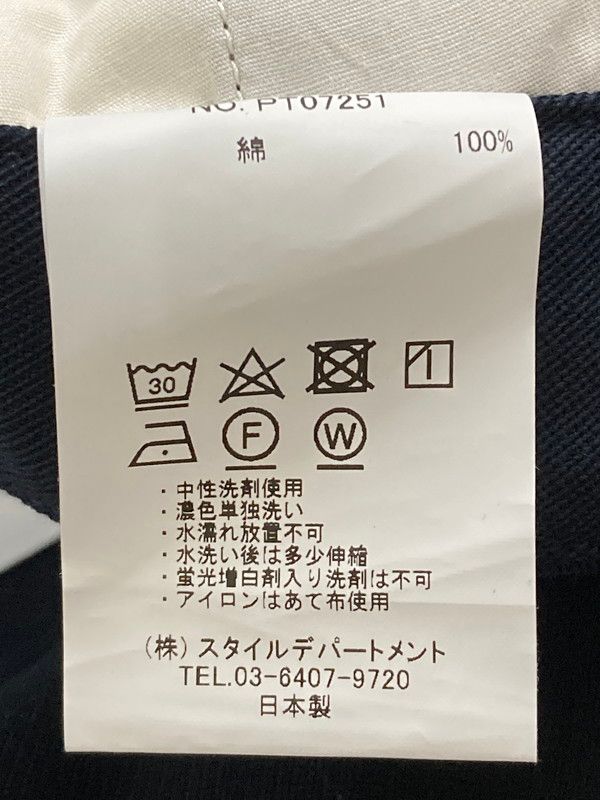 NO. PT07251
綿 100%
30
F W
・中性洗剤使用
・濃色単独洗い
・水濡れ放置不可
・水洗い後は多少伸縮
・蛍光増白剤入り洗剤は不可
・アイロンはあて布使用
(株)スタイルデパートメント
TEL.03-6407-9720
日本製